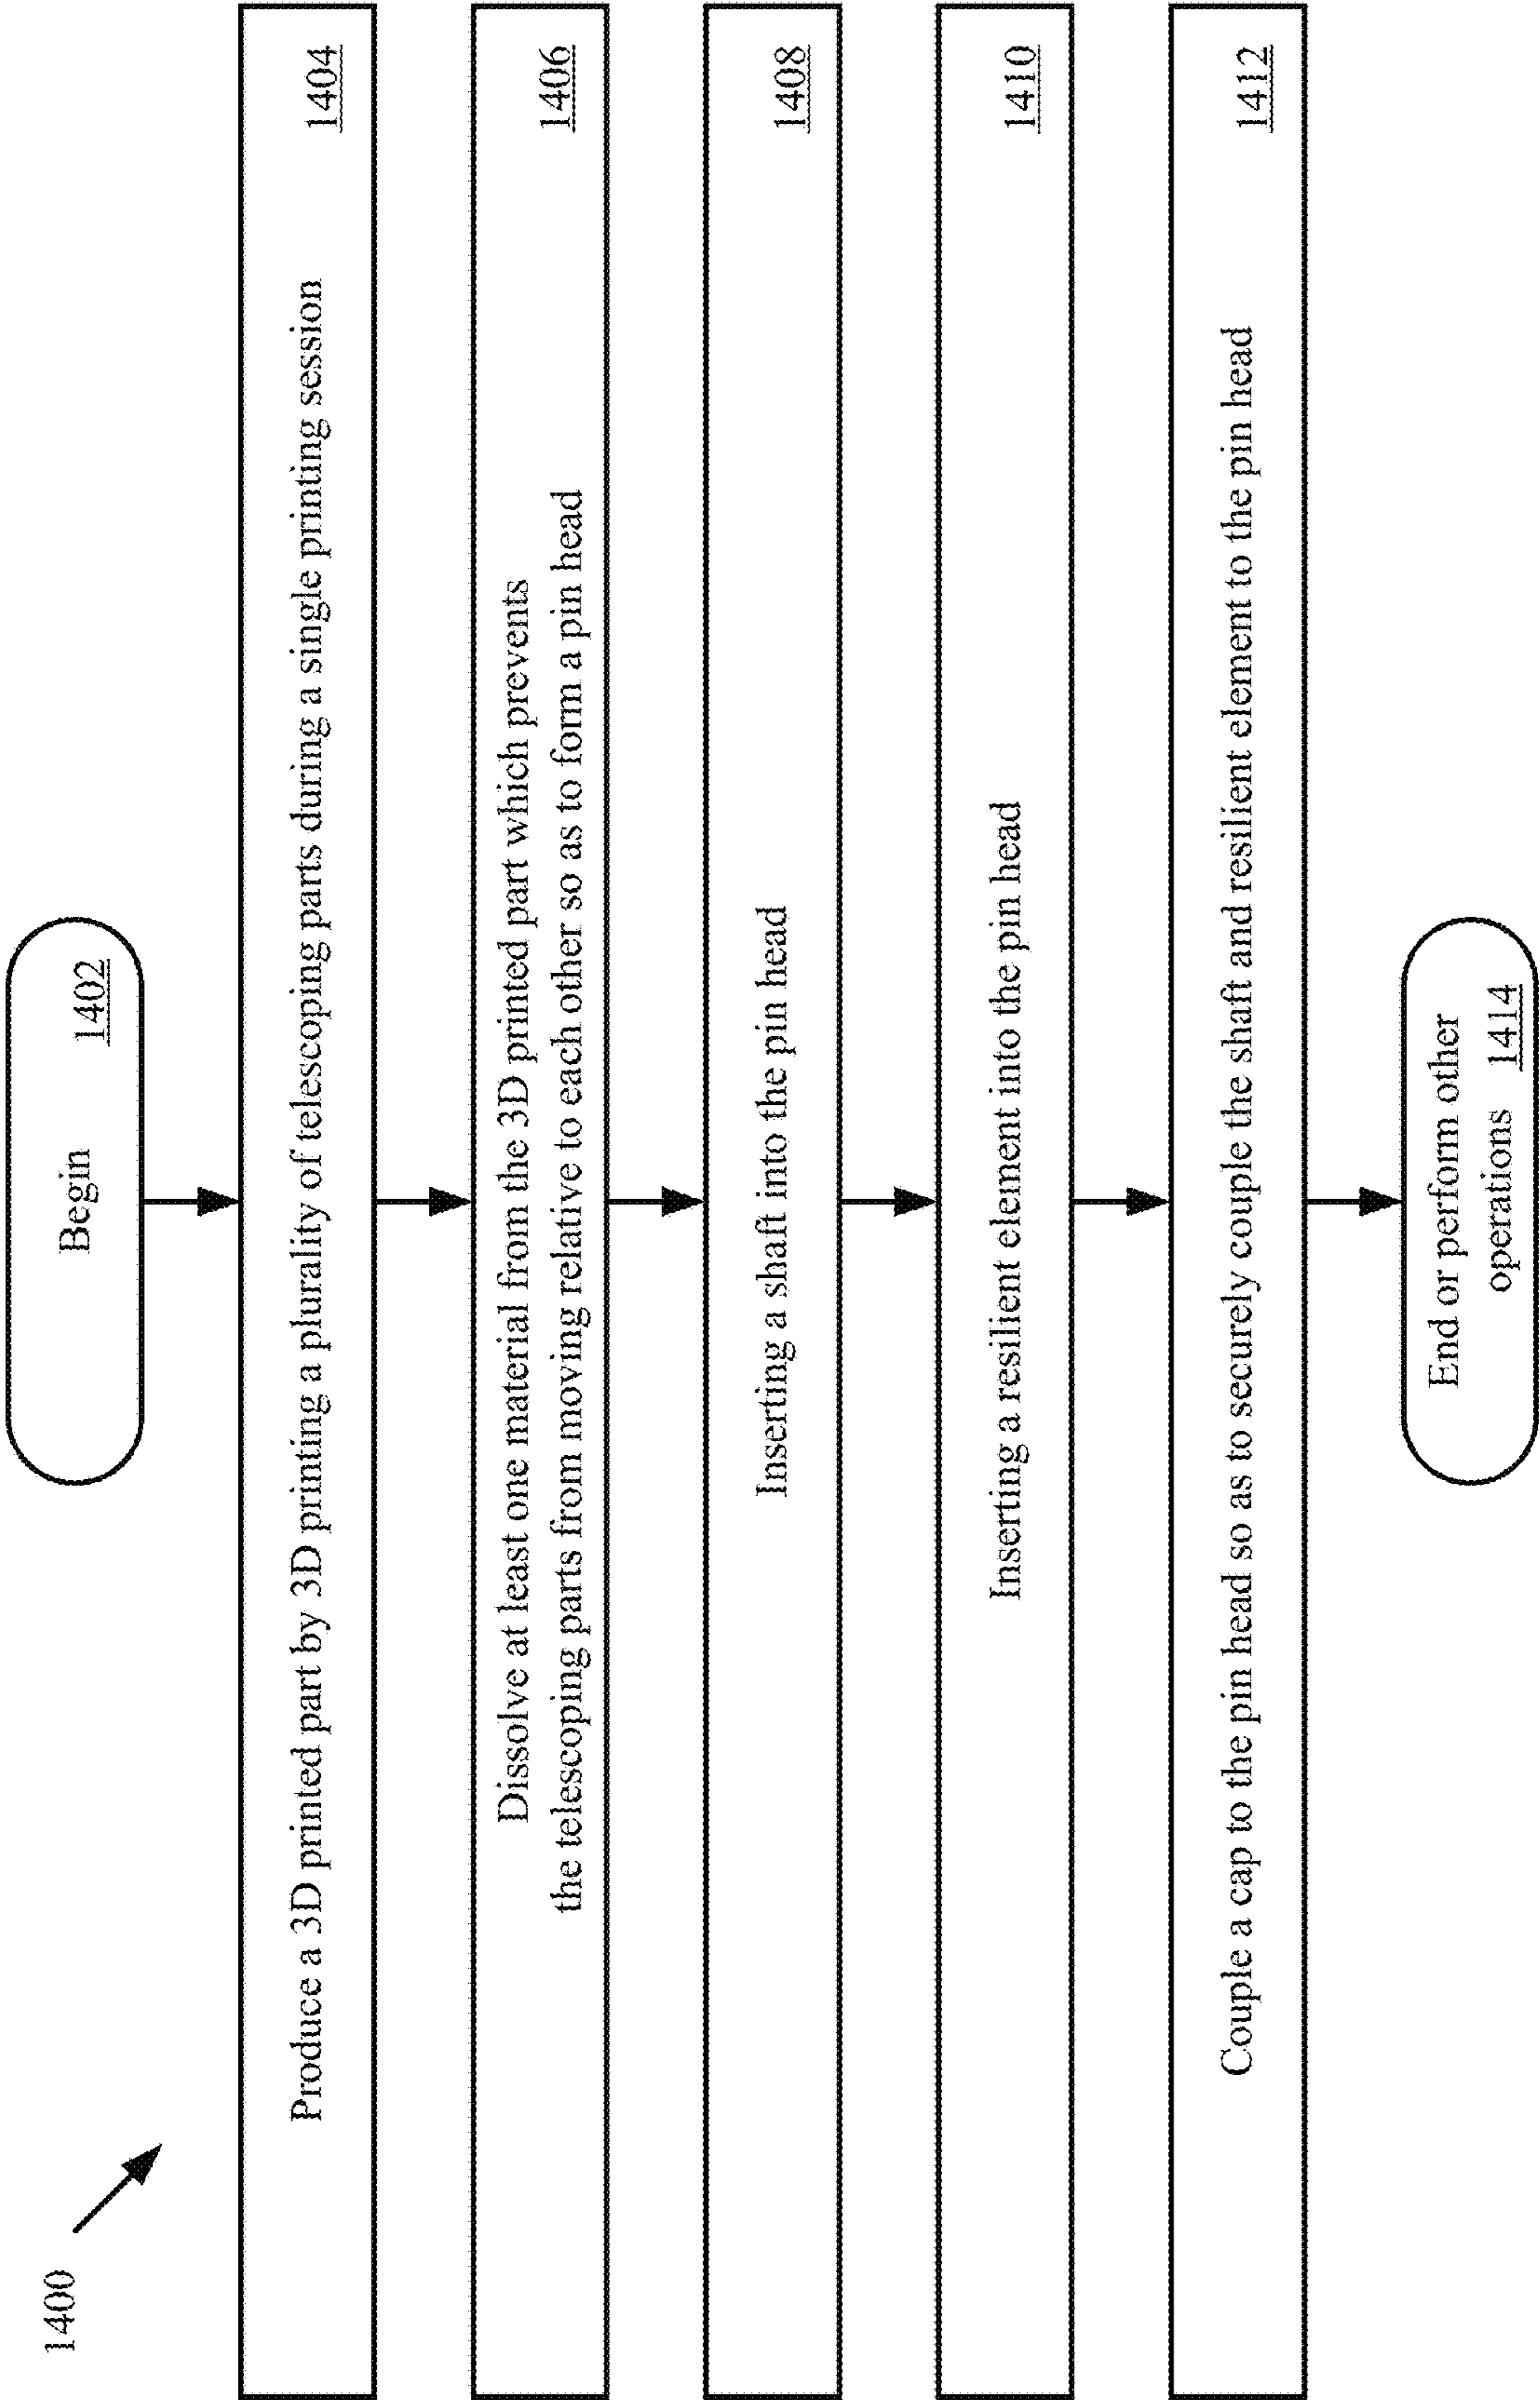 1400
Begin
1402
Produce a 3D printed part by 3D printing a plurality of telescoping parts during a single printing session
1404
Dissolve at least one material from the 3D printed part which prevents
the telescoping parts from moving relative to each other so as to form a pin head
1406
Inserting a shaft into the pin head
1408
Inserting a resilient element into the pin head
1410
Couple a cap to the pin head so as to securely couple the shaft and resilient element to the pin head
1412
End or perform other
operations 1414